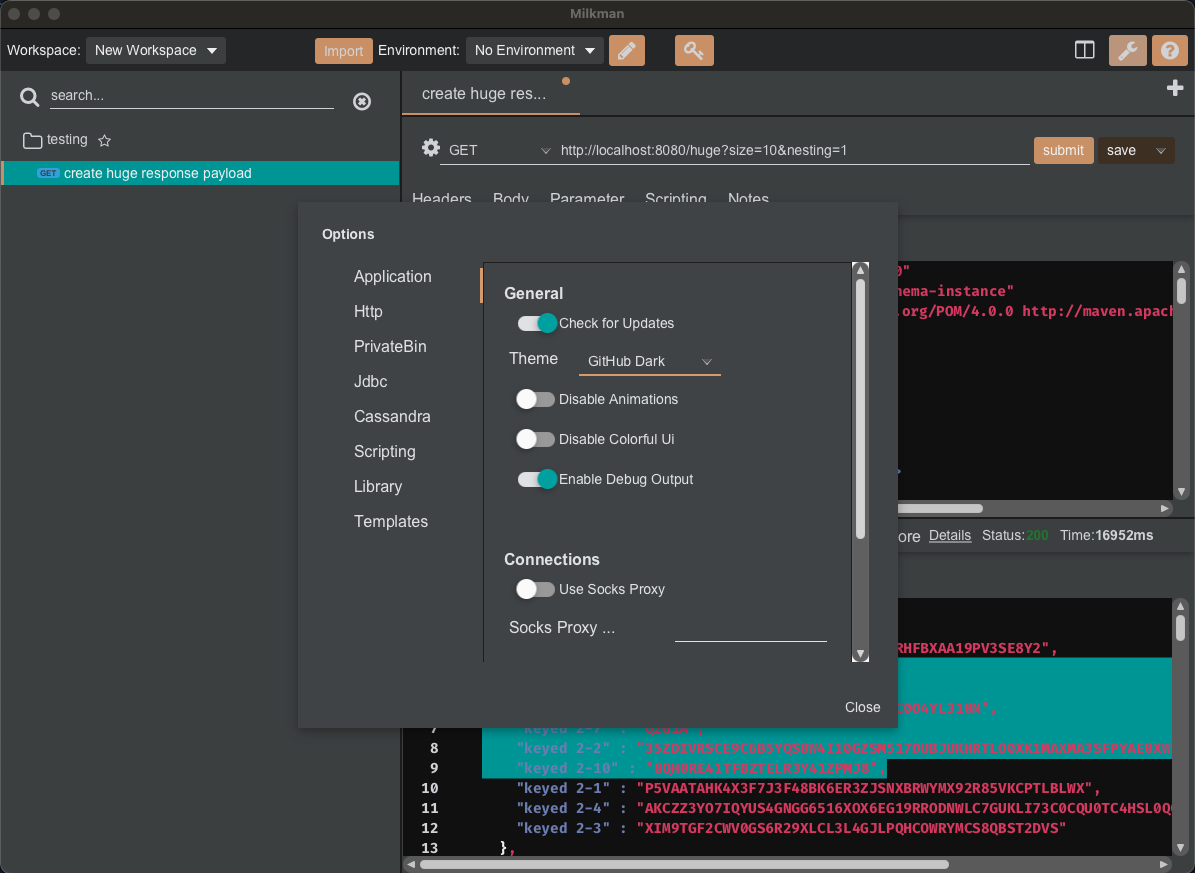 Milkman
Workspace: New Workspace Import Environment: No Environment
search...
create huge res...
testing
GET http://localhost:8080/huge?size=10&nesting=1 submit save
GET create huge response payload
Headers Body Parameter Scripting Notes
Options
Application
Http
PrivateBin
Jdbc
Cassandra
Scripting
Library
Templates
General
Check for Updates
Theme GitHub Dark
Disable Animations
Disable Colorful Ui
Enable Debug Output
Connections
Use Socks Proxy
Socks Proxy ...
Close
0"
hema-instance"
.org/POM/4.0.0 http://maven.apach
ore Details Status:200 Time:16952ms
RHFBXAA19PV3SE8Y2",
7 "keyed 2-7" :
8 "keyed 2-2" :
9 "keyed 2-10" :
10 "keyed 2-1" : "P5VAATAHK4X3F7J3F48BK6ER3ZJSNXBRWYMX92R85VKCPTLBLWX",
11 "keyed 2-4" : "AKCZZ3YO7IQYUS4GNGG6516XOX6EG19RRODNWLC7GUKLI73C0CQU0TC4HSL0Q
12 "keyed 2-3" : "XIM9TGF2CWV0GS6R29XLCL3L4GJLPQHCOWRYMCS8QBST2DVS"
13 },